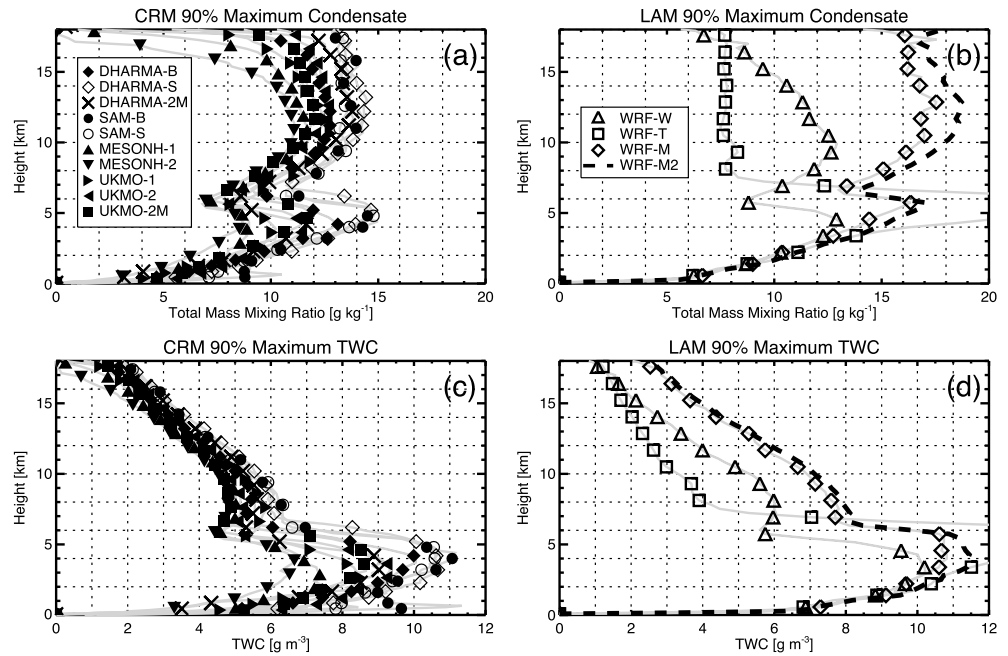 CRM 90% Maximum Condensate
(a)
Height [km]
15
10
5
0
DHARMA-B
DHARMA-S
DHARMA-2M
SAM-B
SAM-S
MESONH-1
MESONH-2
UKMO-1
UKMO-2
UKMO-2M
0 5 10 15 20
Total Mass Mixing Ratio [g kg⁻¹]
LAM 90% Maximum Condensate
(b)
Height [km]
15
10
5
0
WRF-W
WRF-T
WRF-M
WRF-M2
0 5 10 15 20
Total Mass Mixing Ratio [g kg⁻¹]
CRM 90% Maximum TWC
(c)
Height [km]
15
10
5
0
0 2 4 6 8 10 12
TWC [g m⁻³]
LAM 90% Maximum TWC
(d)
Height [km]
15
10
5
0
0 2 4 6 8 10 12
TWC [g m⁻³]